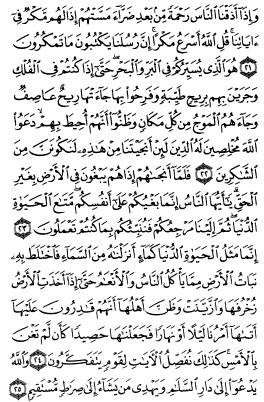 وَإِذَآ أَذَقۡنَا ٱلنَّاسَ رَحۡمَةٗ مِّنۢ بَعۡدِ ضَرَّآءَ مَسَّتۡهُمۡ إِذَا لَهُم مَّكۡرٞ فِيٓ
ءَايَاتِنَاۚ قُلِ ٱللَّهُ أَسۡرَعُ مَكۡرًاۚ إِنَّ رُسُلَنَا يَكۡتُبُونَ مَا تَمۡكُرُونَ
٢١ هُوَ ٱلَّذِي يُسَيِّرُكُمۡ فِي ٱلۡبَرِّ وَٱلۡبَحۡرِۖ حَتَّىٰٓ إِذَا كُنتُمۡ فِي ٱلۡفُلۡكِ
وَجَرَيۡنَ بِهِم بِرِيحٖ طَيِّبَةٖ وَفَرِحُواْ بِهَا جَآءَتۡهَا رِيحٌ عَاصِفٞ
وَجَآءَهُمُ ٱلۡمَوۡجُ مِن كُلِّ مَكَانٖ وَظَنُّوٓاْ أَنَّهُمۡ أُحِيطَ بِهِمۡ دَعَوُاْ
ٱللَّهَ مُخۡلِصِينَ لَهُ ٱلدِّينَ لَئِنۡ أَنجَيۡتَنَا مِنۡ هَٰذِهِۦ لَنَكُونَنَّ مِنَ
ٱلشَّٰكِرِينَ ٢٢ فَلَمَّآ أَنجَىٰهُمۡ إِذَا هُمۡ يَبۡغُونَ فِي ٱلۡأَرۡضِ بِغَيۡرِ
ٱلۡحَقِّۗ يَٰٓأَيُّهَا ٱلنَّاسُ إِنَّمَا بَغۡيُكُمۡ عَلَىٰٓ أَنفُسِكُمۖ مَّتَٰعَ ٱلۡحَيَوٰةِ
ٱلدُّنۡيَاۖ ثُمَّ إِلَيۡنَا مَرۡجِعُكُمۡ فَنُنَبِّئُكُم بِمَا كُنتُمۡ تَعۡمَلُونَ ٢٣
إِنَّمَا مَثَلُ ٱلۡحَيَوٰةِ ٱلدُّنۡيَا كَمَآءٍ أَنزَلۡنَٰهُ مِنَ ٱلسَّمَآءِ فَٱخۡتَلَطَ بِهِۦ
نَبَاتُ ٱلۡأَرۡضِ مِمَّا يَأۡكُلُ ٱلنَّاسُ وَٱلۡأَنۡعَٰمُ حَتَّىٰٓ إِذَآ أَخَذَتِ ٱلۡأَرۡضُ
زُخۡرُفَهَا وَٱزَّيَّنَتۡ وَظَنَّ أَهۡلُهَآ أَنَّهُمۡ قَٰدِرُونَ عَلَيۡهَآ
أَتَىٰهَآ أَمۡرُنَا لَيۡلًا أَوۡ نَهَارٗا فَجَعَلۡنَٰهَا حَصِيدٗا كَأَن لَّمۡ تَغۡنَ
بِٱلۡأَمۡسِۚ كَذَٰلِكَ نُفَصِّلُ ٱلۡأٓيَٰتِ لِقَوۡمٖ يَتَفَكَّرُونَ ٢٤ وَٱللَّهُ
يَدۡعُوٓاْ إِلَىٰ دَارِ ٱلسَّلَٰمِ وَيَهۡدِي مَن يَشَآءُ إِلَىٰ صِرَٰطٖ مُّسۡتَقِيمٖ ٢٥